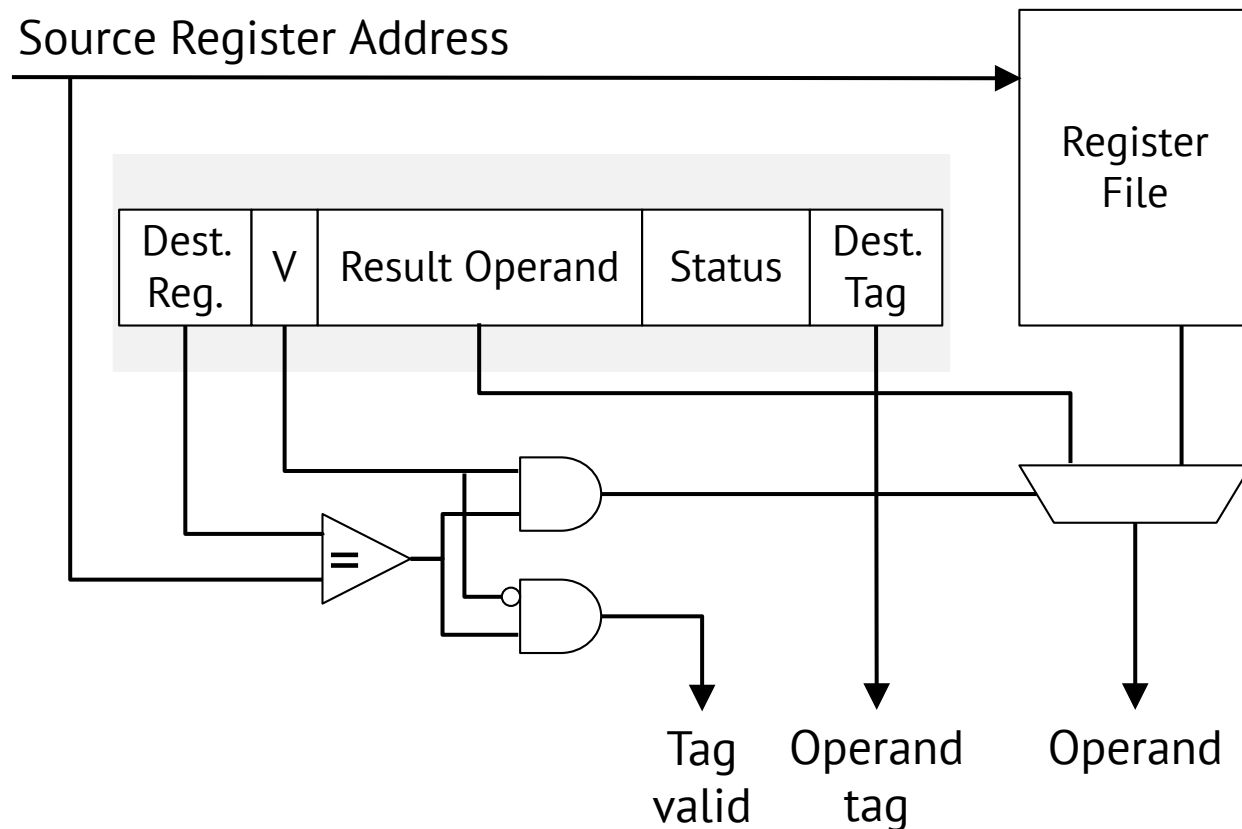 Source Register Address
Register
File
Dest.
Reg.
V
Result Operand
Status
Dest.
Tag
=
Tag
valid
Operand
tag
Operand